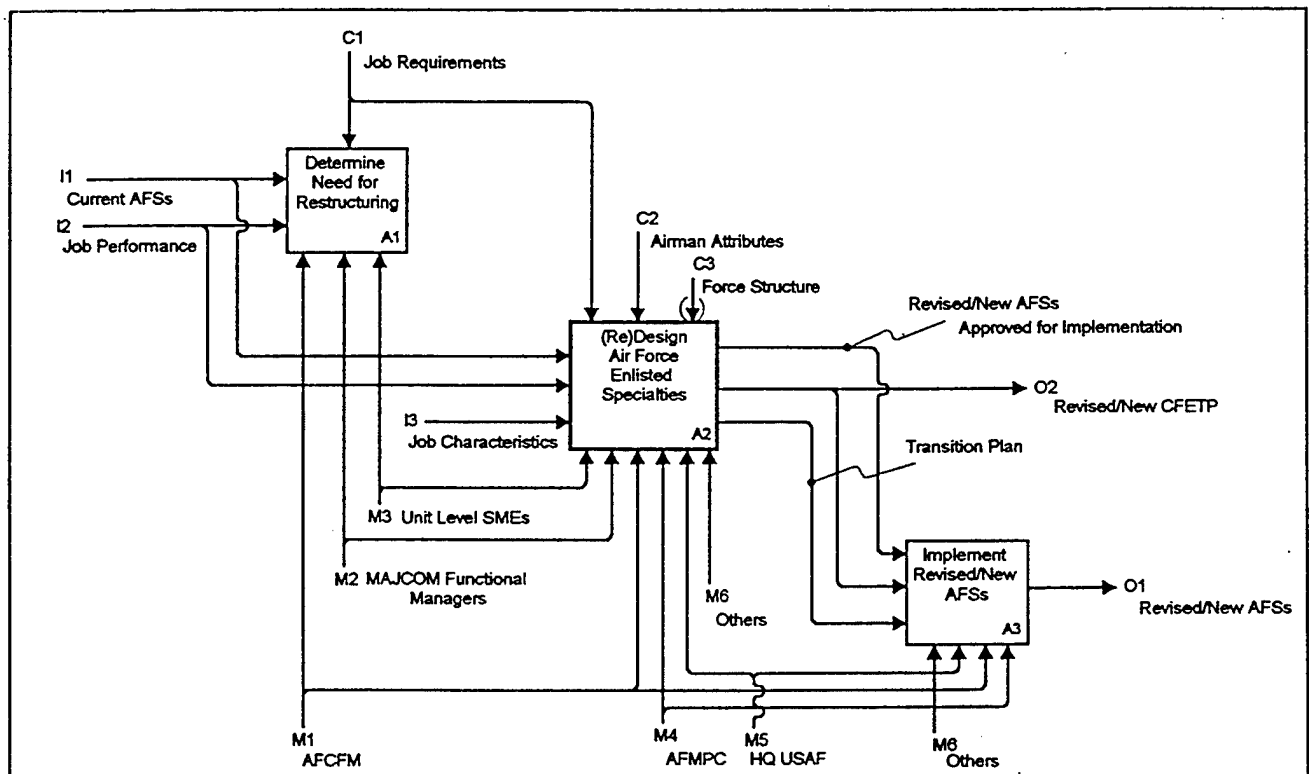 C1
Job Requirements
Determine
Need for
Restructuring
A1
I1
Current AFSs
I2
Job Performance
C2
Airman Attributes
C3
Force Structure
(Re)Design
Air Force
Enlisted
Specialties
A2
I3
Job Characteristics
Revised/New AFSs
Approved for Implementation
O2
Revised/New CFETP
Transition Plan
M3 Unit Level SMEs
M2 MAJCOM Functional
Managers
M6
Others
Implement
Revised/New
AFSs
A3
O1
Revised/New AFSs
M1
AFCFM
M4
AFMPC
M5
HQ USAF
M6
Others